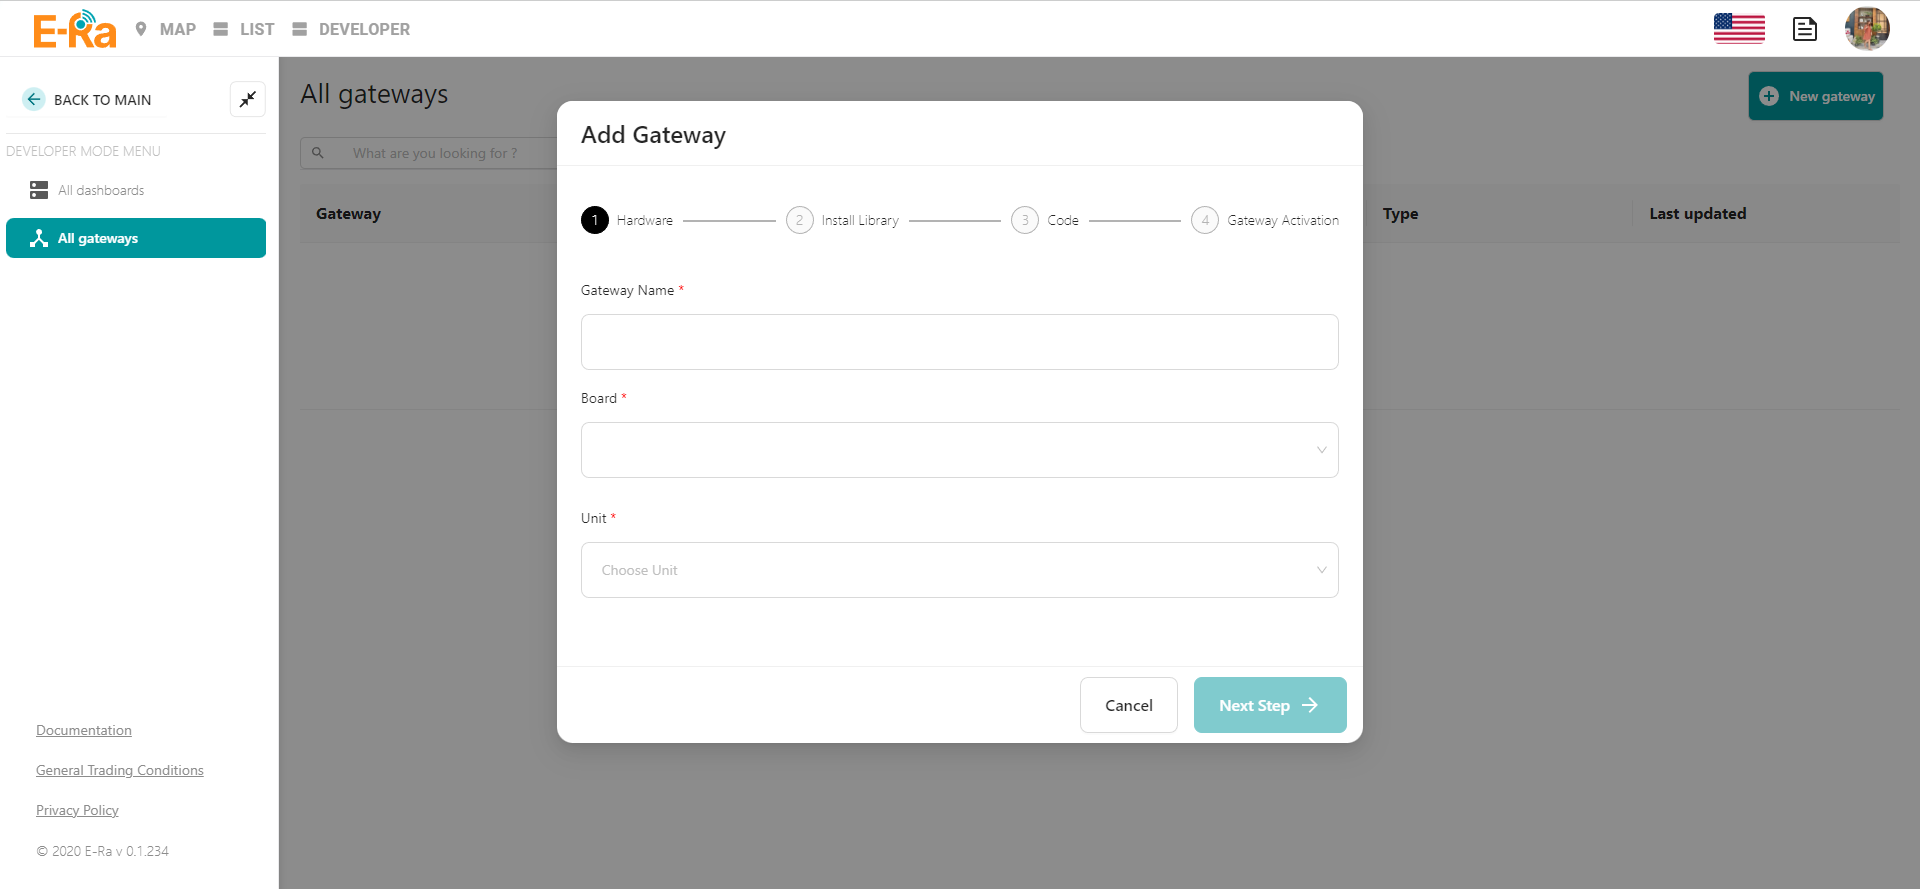 E-Ra MAP LIST DEVELOPER
BACK TO MAIN
DEVELOPER MODE MENU
All dashboards
All gateways
Documentation
General Trading Conditions
Privacy Policy
© 2020 E-Ra v 0.1.234
All gateways
New gateway
What are you looking for ?
Gateway Type Last updated
Add Gateway
1 Hardware 2 Install Library 3 Code 4 Gateway Activation
Gateway Name *
Board *
Unit *
Choose Unit
Cancel Next Step